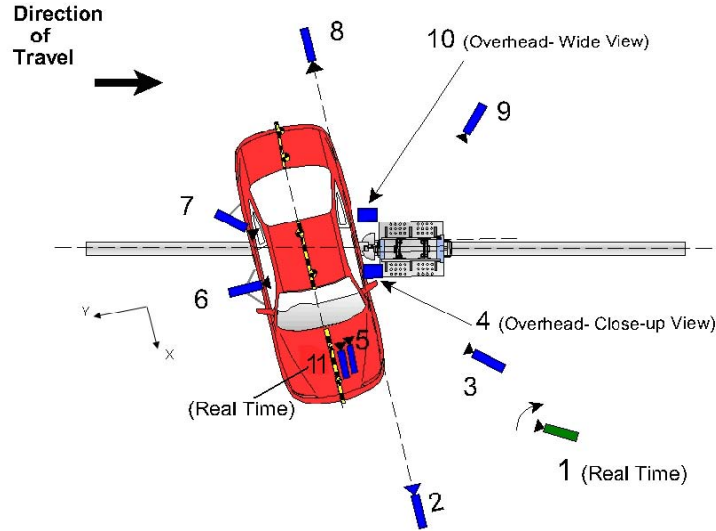 Direction
of
Travel
8
10 (Overhead- Wide View)
9
7
6
4 (Overhead- Close-up View)
Y
X
5
11
3
(Real Time)
1 (Real Time)
2